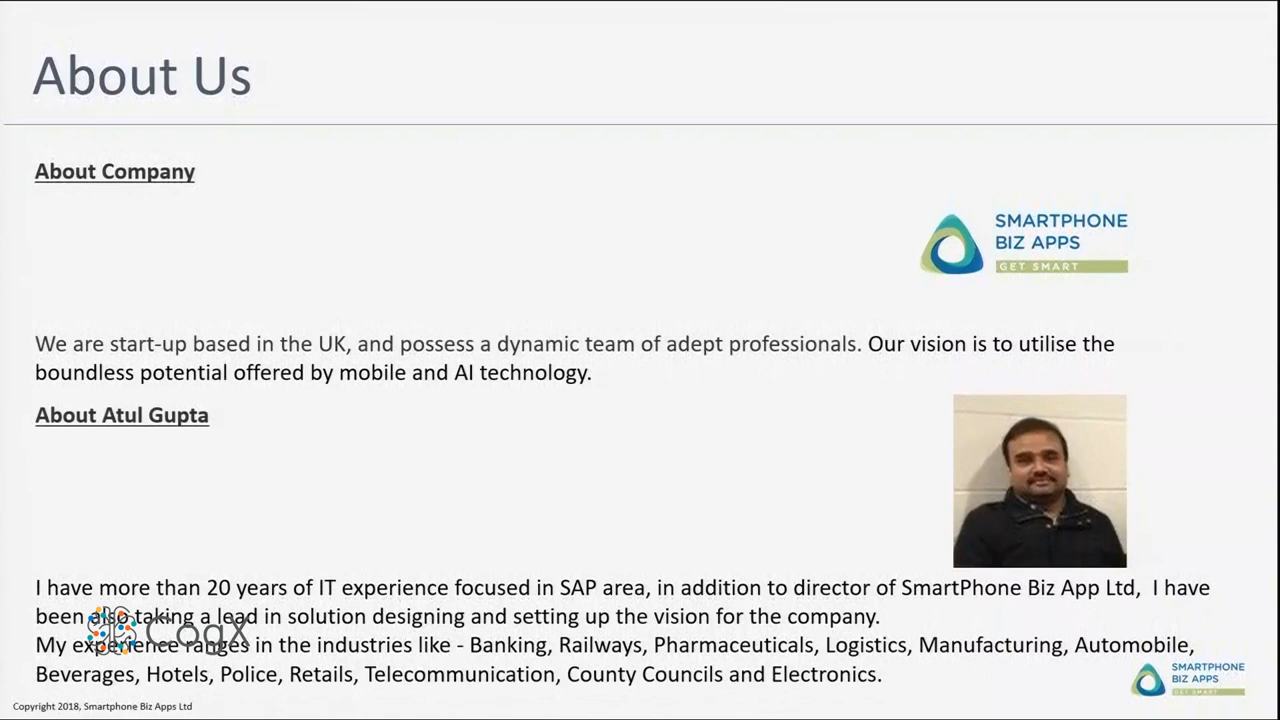 About Us
About Company
SMARTPHONE
BIZ APPS
GET SMART
We are start-up based in the UK, and possess a dynamic team of adept professionals. Our vision is to utilise the
boundless potential offered by mobile and AI technology.
About Atul Gupta
I have more than 20 years of IT experience focused in SAP area, in addition to director of SmartPhone Biz App Ltd, I have
been also taking a lead in solution designing and setting up the vision for the company.
CogX
My experience ranges in the industries like - Banking, Railways, Pharmaceuticals, Logistics, Manufacturing, Automobile,
Beverages, Hotels, Police, Retails, Telecommunication, County Councils and Electronics.
SMARTPHONE
BIZ APPS
GET SMART
Copyright 2018, Smartphone Biz Apps Ltd